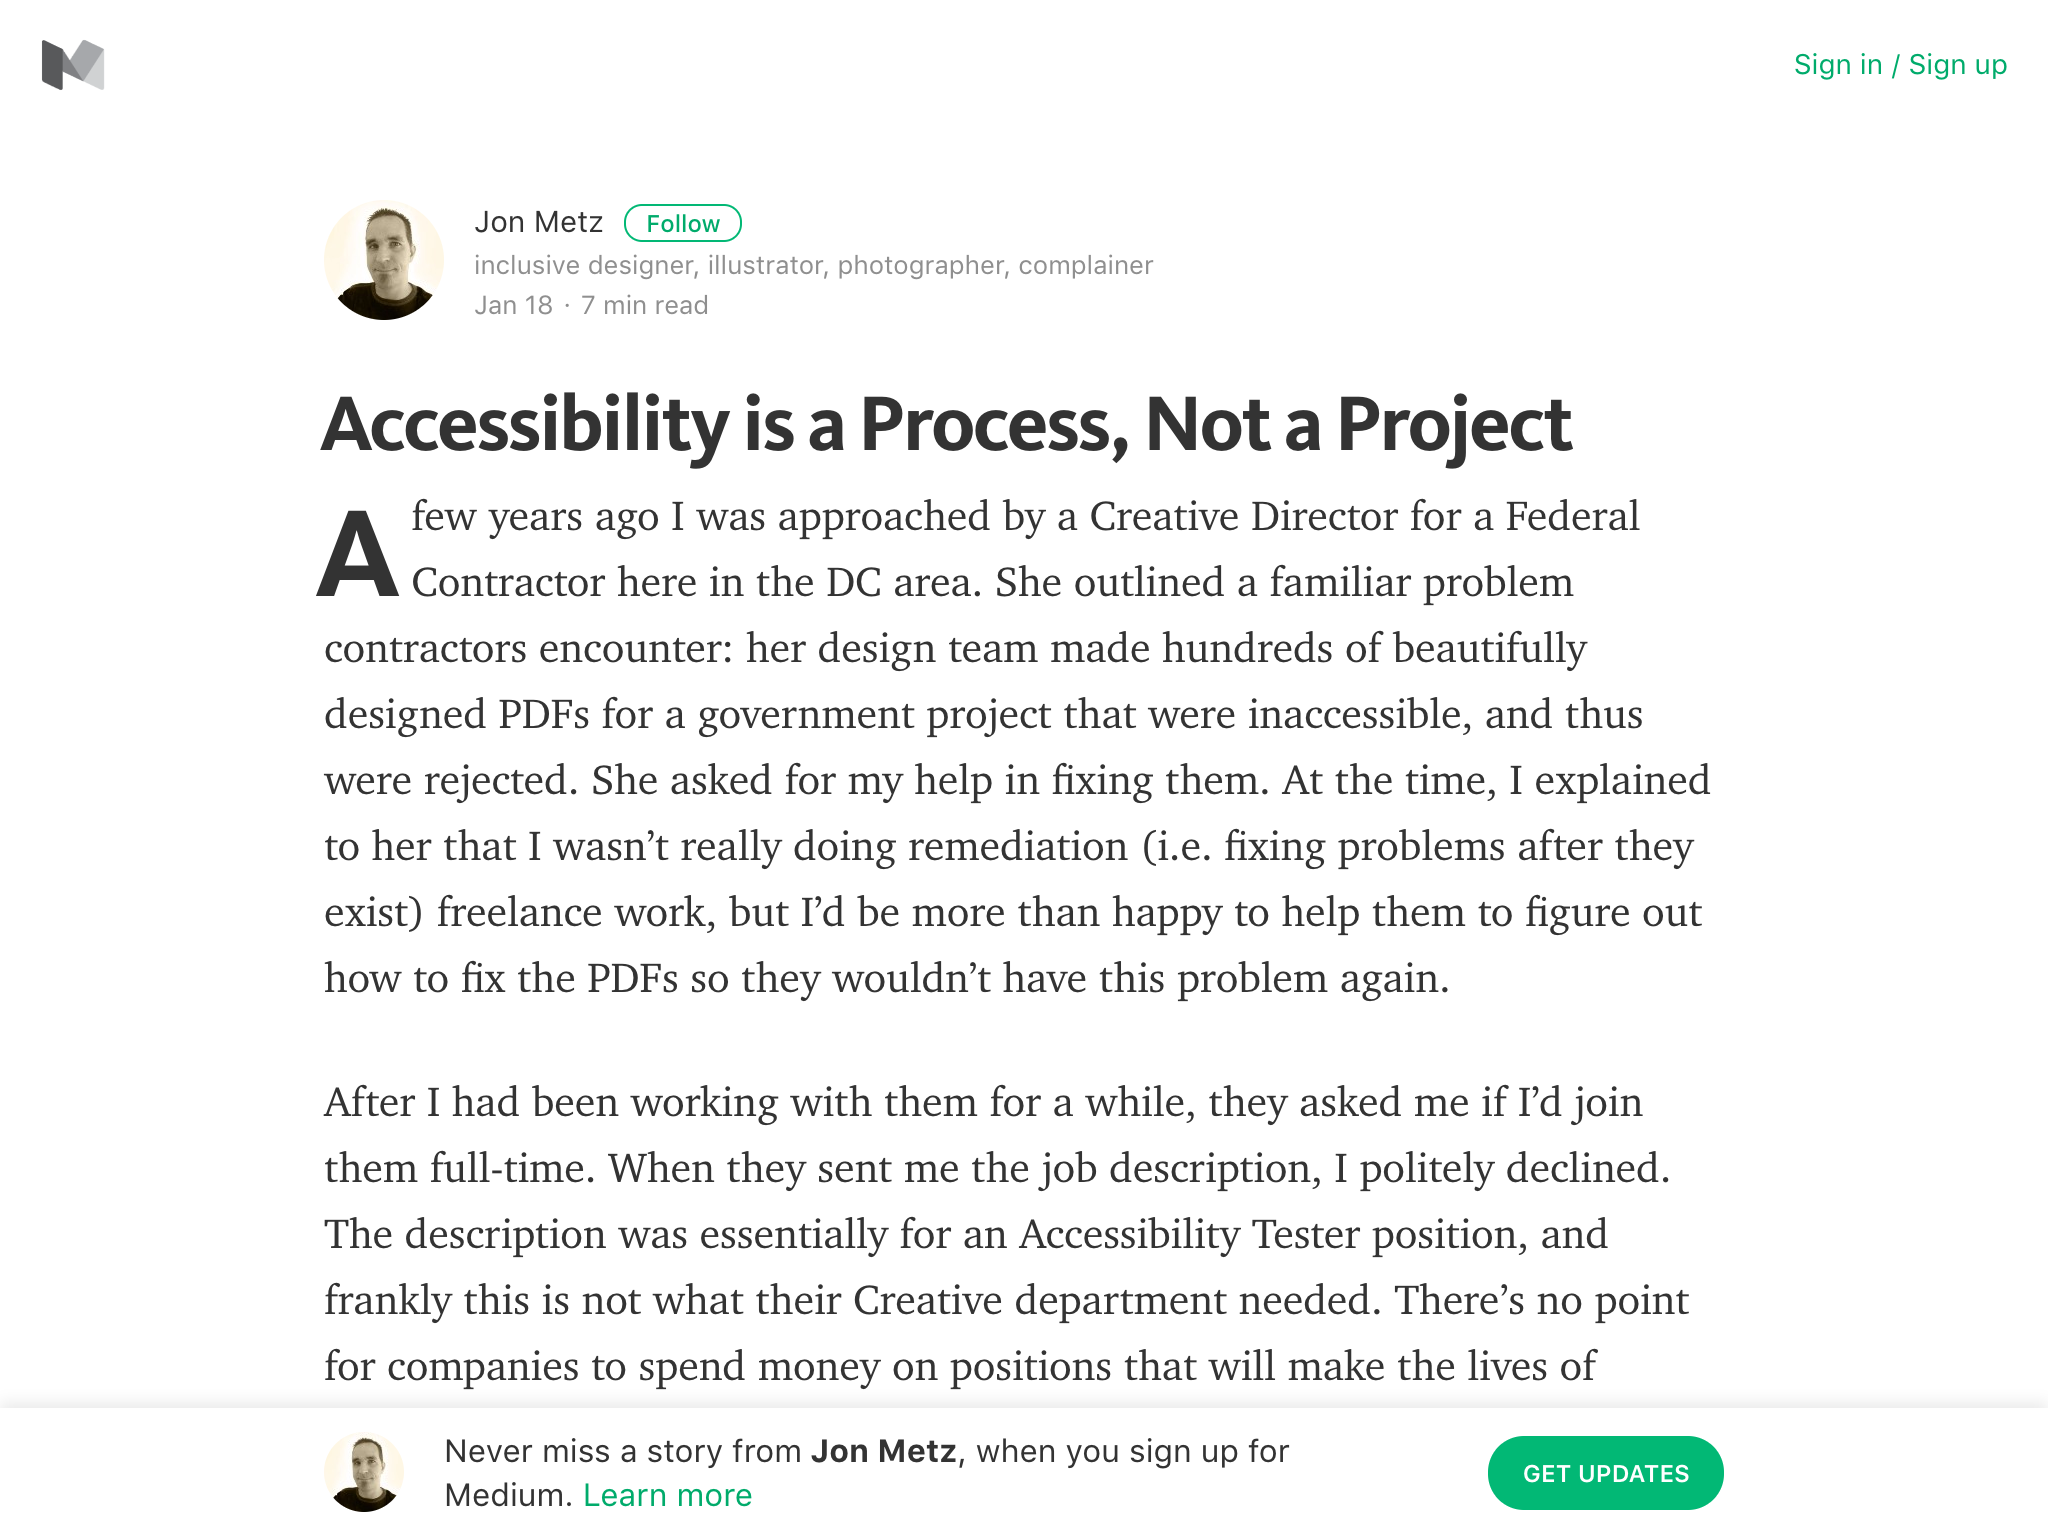 Sign in / Sign up
Jon Metz Follow
inclusive designer, illustrator, photographer, complainer
Jan 18 · 7 min read
Accessibility is a Process, Not a Project
A few years ago I was approached by a Creative Director for a Federal
Contractor here in the DC area. She outlined a familiar problem
contractors encounter: her design team made hundreds of beautifully
designed PDFs for a government project that were inaccessible, and thus
were rejected. She asked for my help in fixing them. At the time, I explained
to her that I wasn’t really doing remediation (i.e. fixing problems after they
exist) freelance work, but I’d be more than happy to help them to figure out
how to fix the PDFs so they wouldn’t have this problem again.
After I had been working with them for a while, they asked me if I’d join
them full-time. When they sent me the job description, I politely declined.
The description was essentially for an Accessibility Tester position, and
frankly this is not what their Creative department needed. There’s no point
for companies to spend money on positions that will make the lives of
Never miss a story from Jon Metz, when you sign up for
Medium. Learn more
GET UPDATES